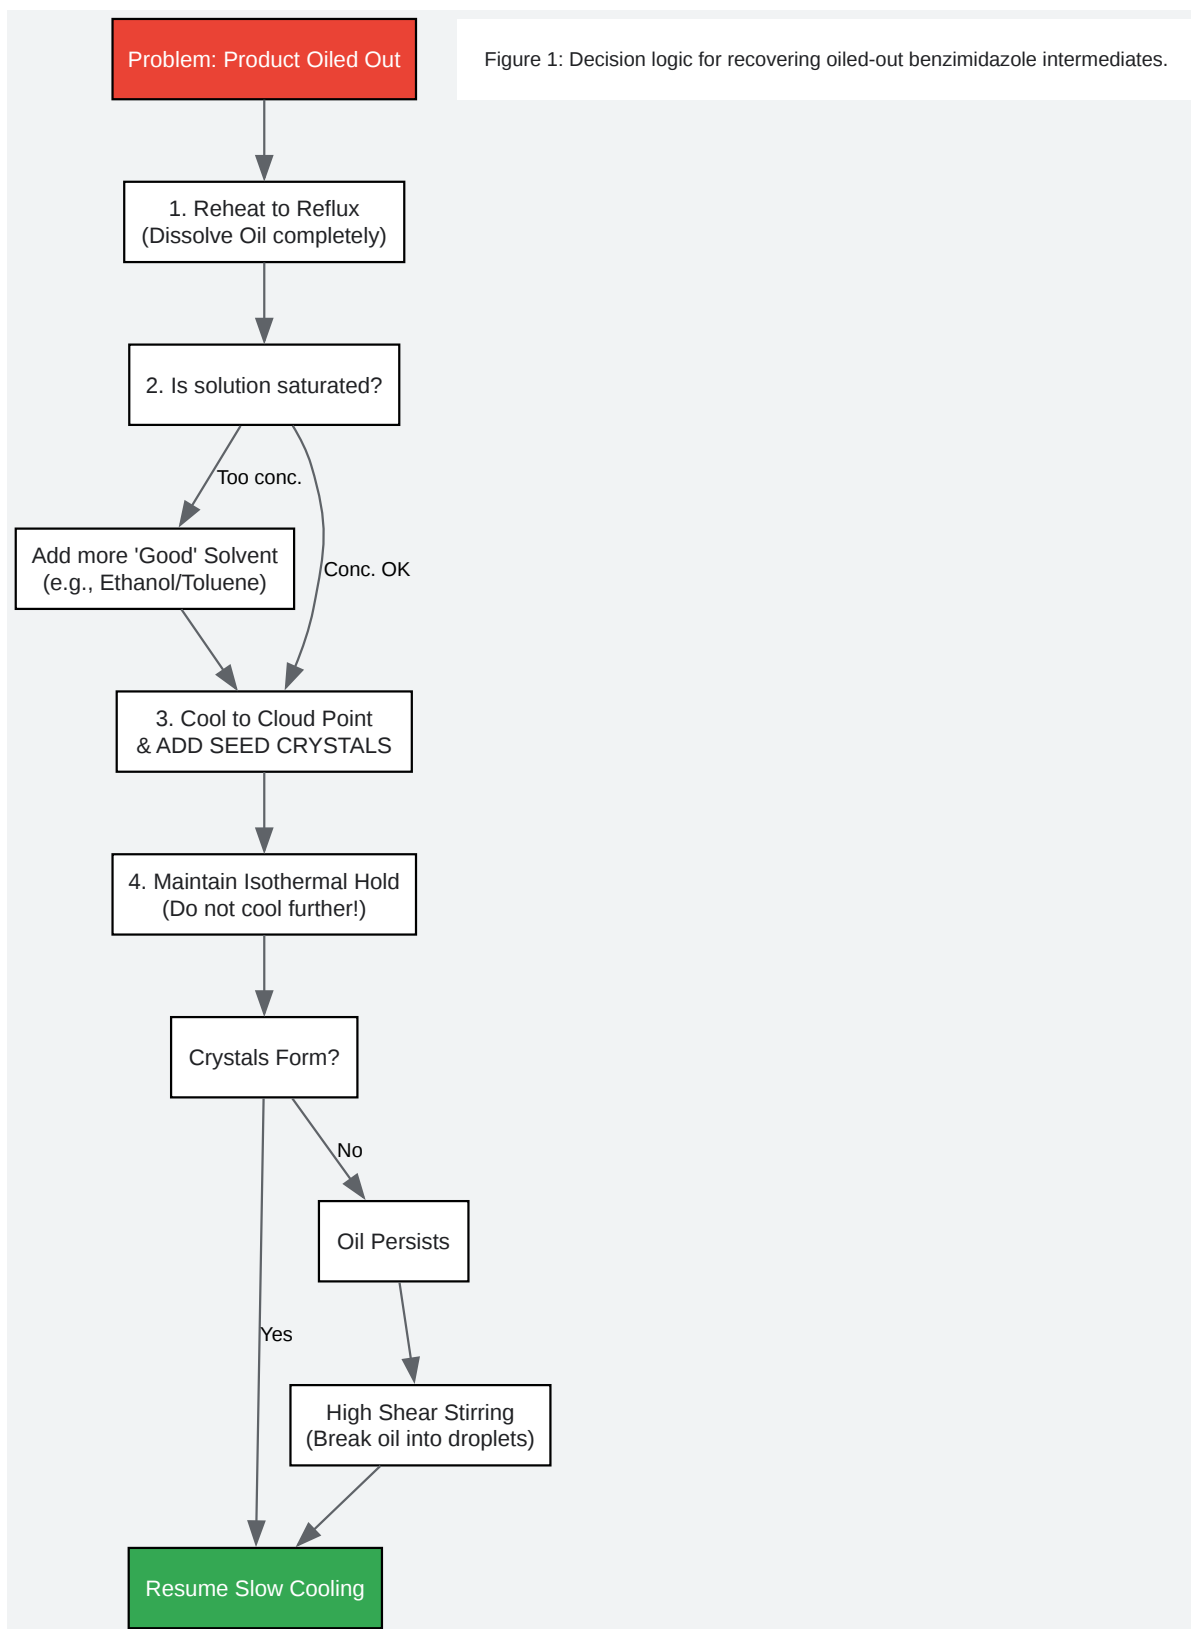 Problem: Product Oiled Out
Figure 1: Decision logic for recovering oiled-out benzimidazole intermediates.
1. Reheat to Reflux
(Dissolve Oil completely)
2. Is solution saturated?
Too conc.
Add more 'Good' Solvent
(e.g., Ethanol/Toluene)
Conc. OK
3. Cool to Cloud Point
& ADD SEED CRYSTALS
4. Maintain Isothermal Hold
(Do not cool further!)
Crystals Form?
No
Oil Persists
Yes
High Shear Stirring
(Break oil into droplets)
Resume Slow Cooling